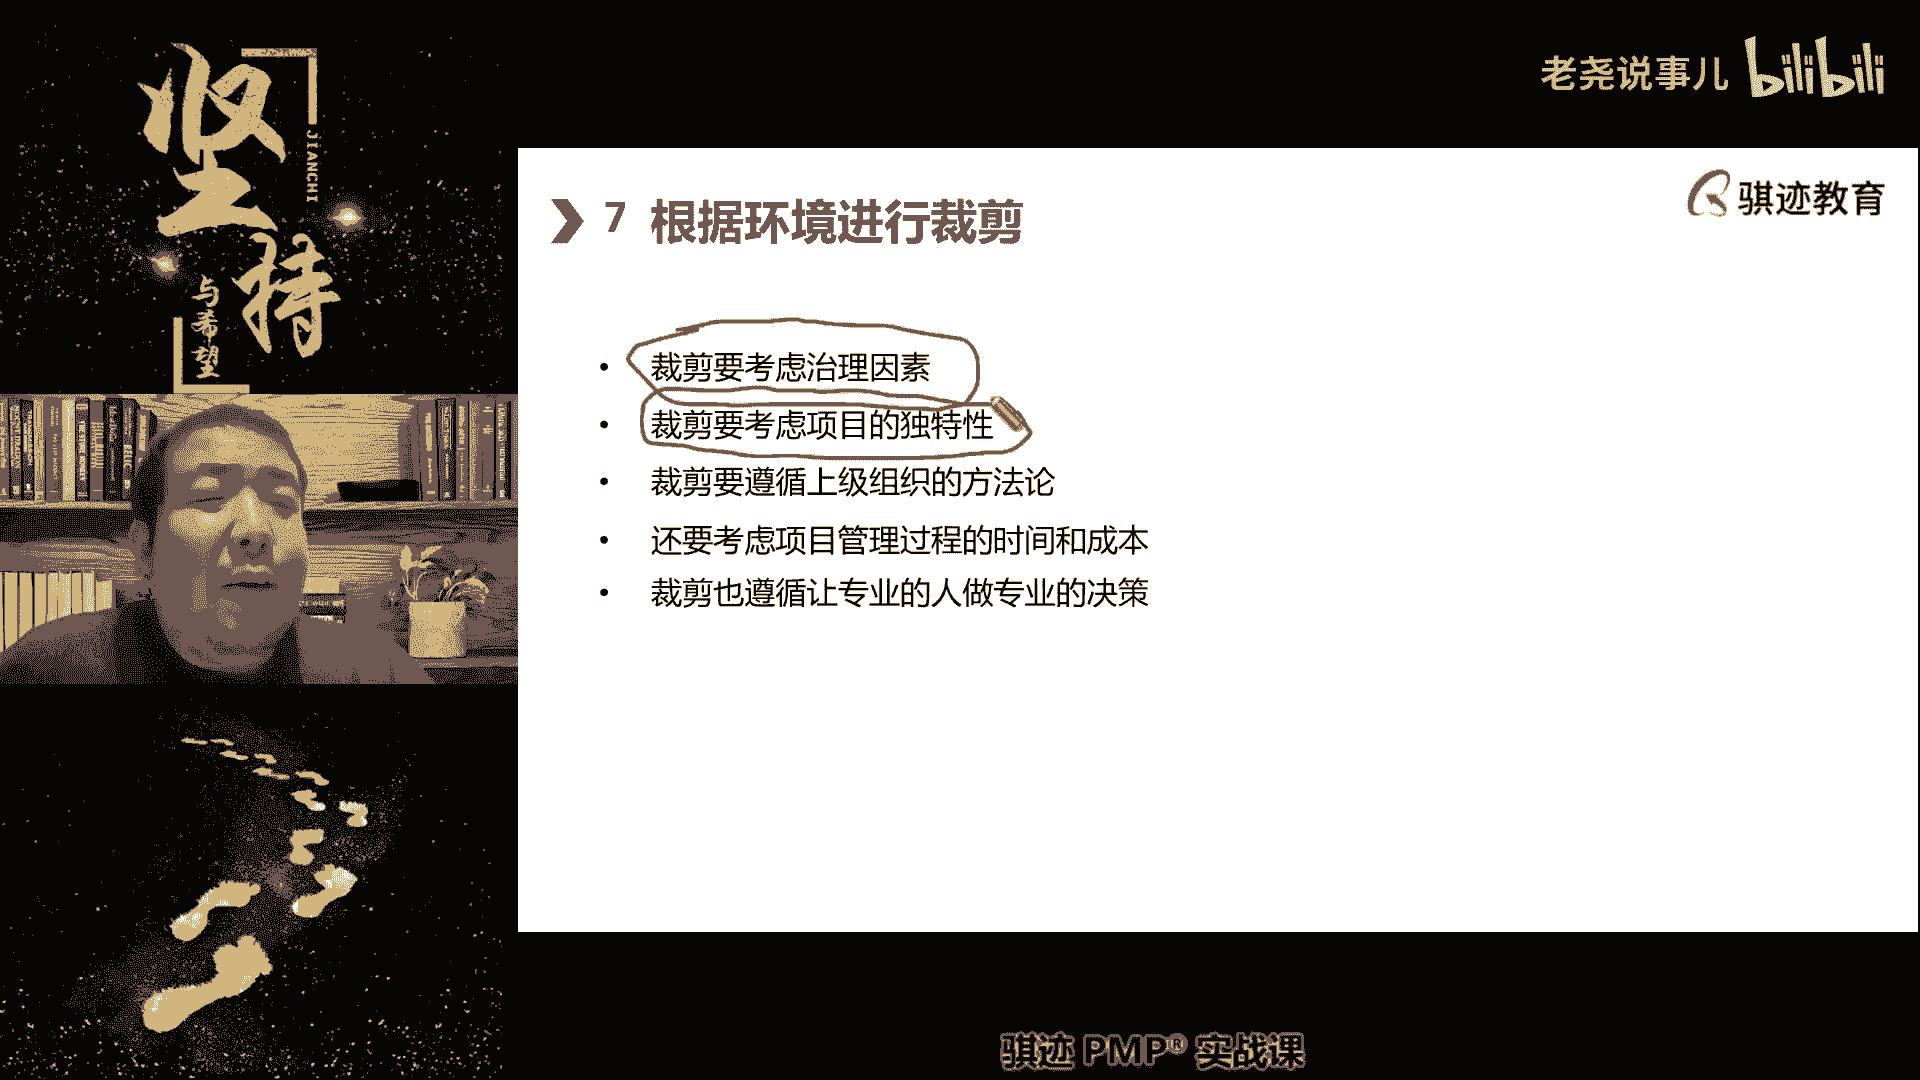 坚持
JIANCHI
与希望
老尧说事儿 bilibili
骐迹教育
7 根据环境进行裁剪
• 裁剪要考虑治理因素
• 裁剪要考虑项目的独特性
• 裁剪要遵循上级组织的方法论
• 还要考虑项目管理过程的时间和成本
• 裁剪也遵循让专业的人做专业的决策
骐迹 PMP® 实战课